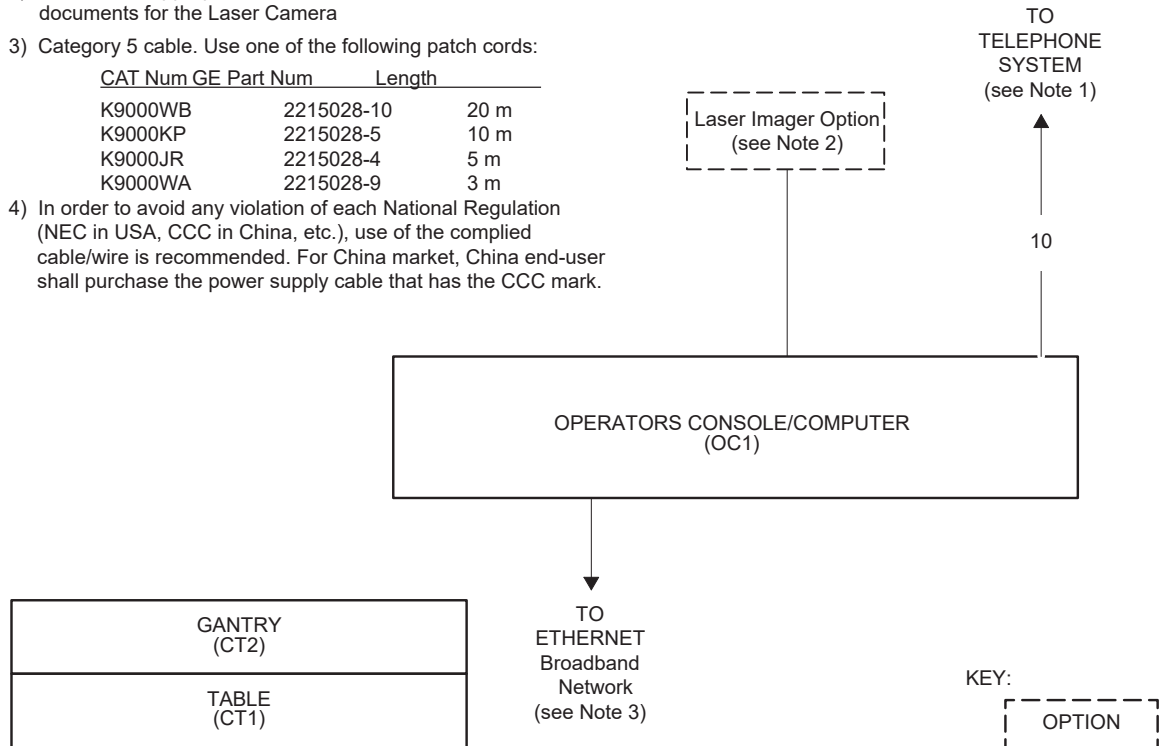 documents for the Laser Camera
3) Category 5 cable. Use one of the following patch cords:
CAT Num GE Part Num Length
K9000WB 2215028-10 20 m
K9000KP 2215028-5 10 m
K9000JR 2215028-4 5 m
K9000WA 2215028-9 3 m
4) In order to avoid any violation of each National Regulation
(NEC in USA, CCC in China, etc.), use of the complied
cable/wire is recommended. For China market, China end-user
shall purchase the power supply cable that has the CCC mark.
TO
TELEPHONE
SYSTEM
(see Note 1)
Laser Imager Option
(see Note 2)
10
OPERATORS CONSOLE/COMPUTER
(OC1)
GANTRY
(CT2)
TABLE
(CT1)
TO
ETHERNET
Broadband
Network
(see Note 3)
KEY:
OPTION